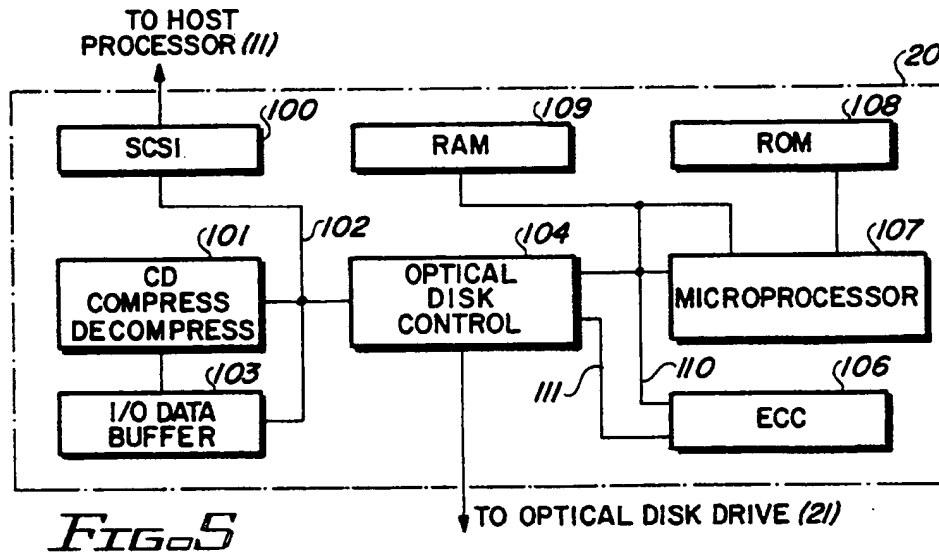 TO HOST
PROCESSOR (11)
20
100
SCSI
109
RAM
108
ROM
102
101
CD
COMPRESS
DECOMPRESS
104
OPTICAL
DISK
CONTROL
107
MICROPROCESSOR
103
I/O DATA
BUFFER
111
110
106
ECC
TO OPTICAL DISK DRIVE (21)
FIG. 5